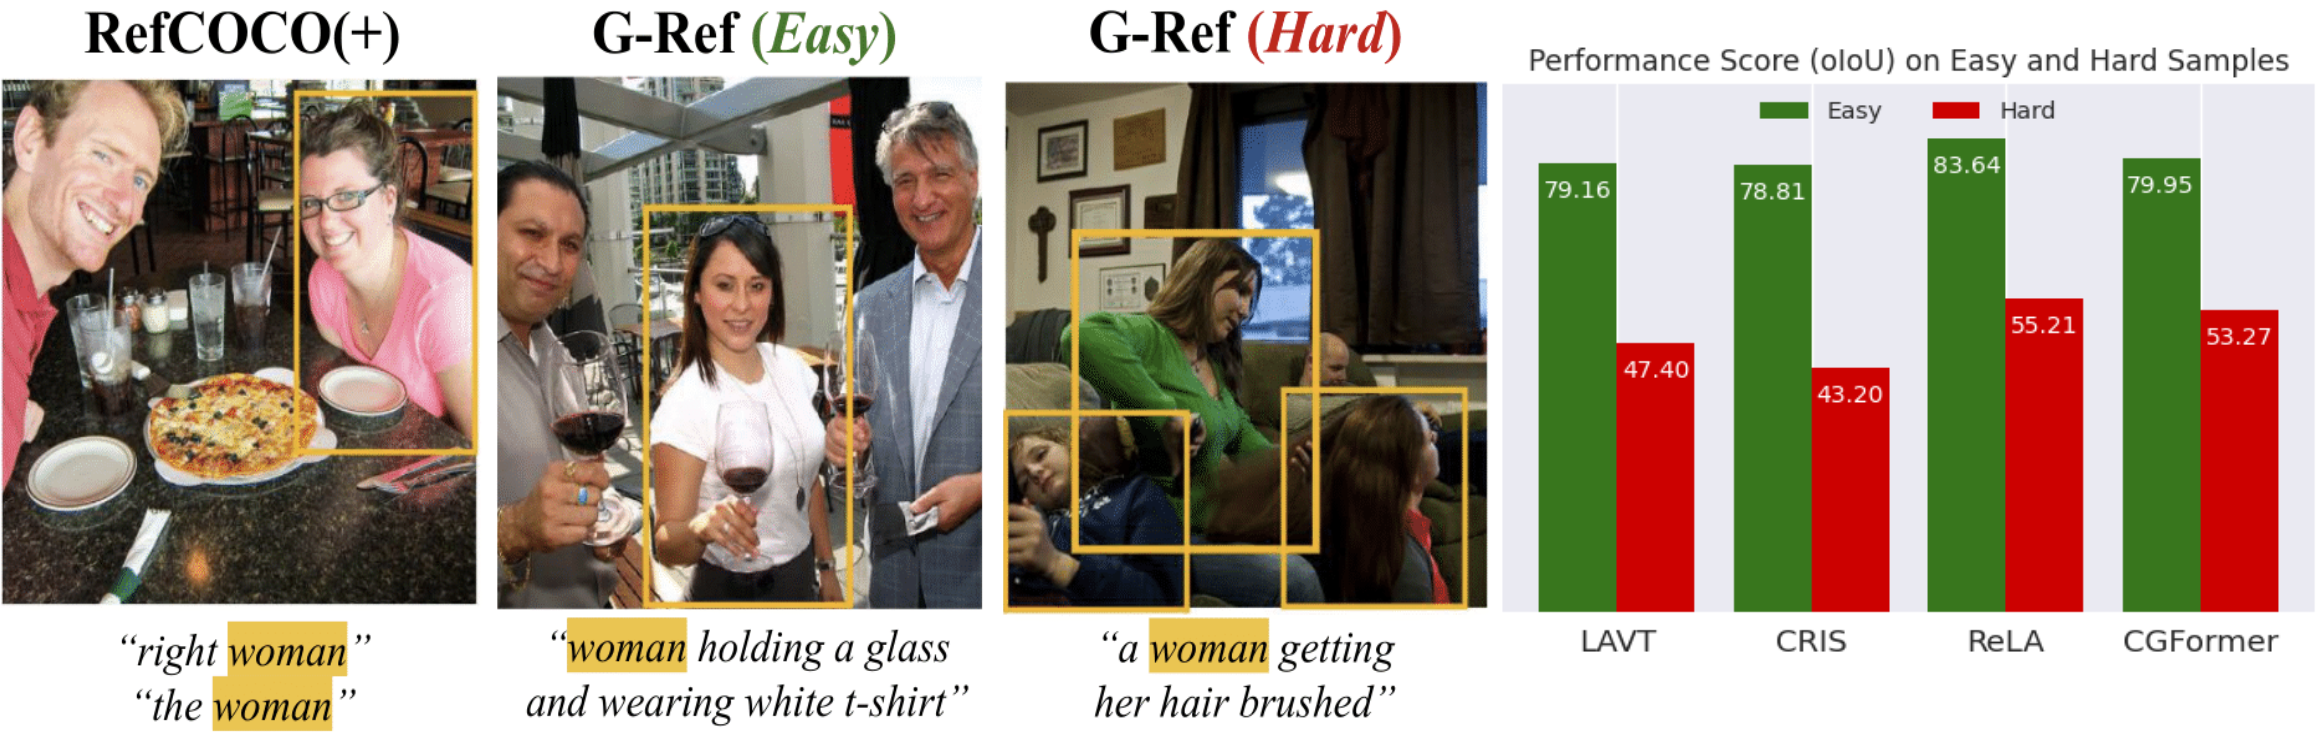 RefCOCO(+)
“right woman”
“the woman”
G-Ref (Easy)
“woman holding a glass
and wearing white t-shirt”
G-Ref (Hard)
“a woman getting
her hair brushed”
Performance Score (oIoU) on Easy and Hard Samples
Easy Hard
79.16 47.40 78.81 43.20 83.64 55.21 79.95 53.27
LAVT CRIS ReLA CGFormer